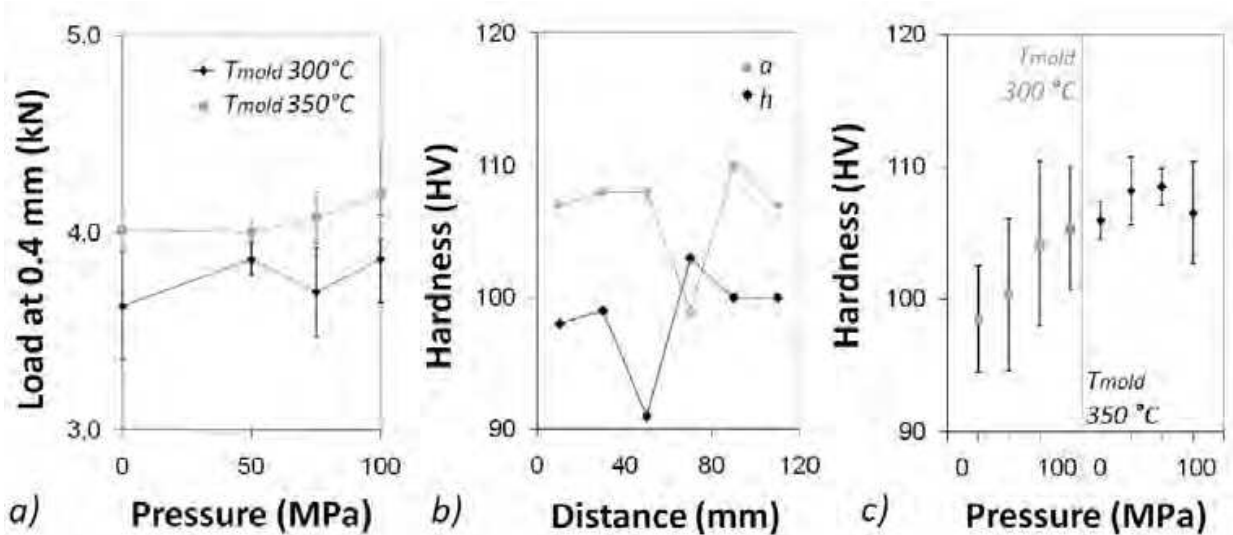 5.0
4.0
3.0
Load at 0.4 mm (kN)
Tmold 300°C
Tmold 350°C
0
50
100
a)
Pressure (MPa)
120
110
100
90
Hardness (HV)
a
h
0
40
80
120
b)
Distance (mm)
120
110
100
90
Hardness (HV)
Tmold
300 °C
Tmold
350 °C
0
100
0
100
c)
Pressure (MPa)